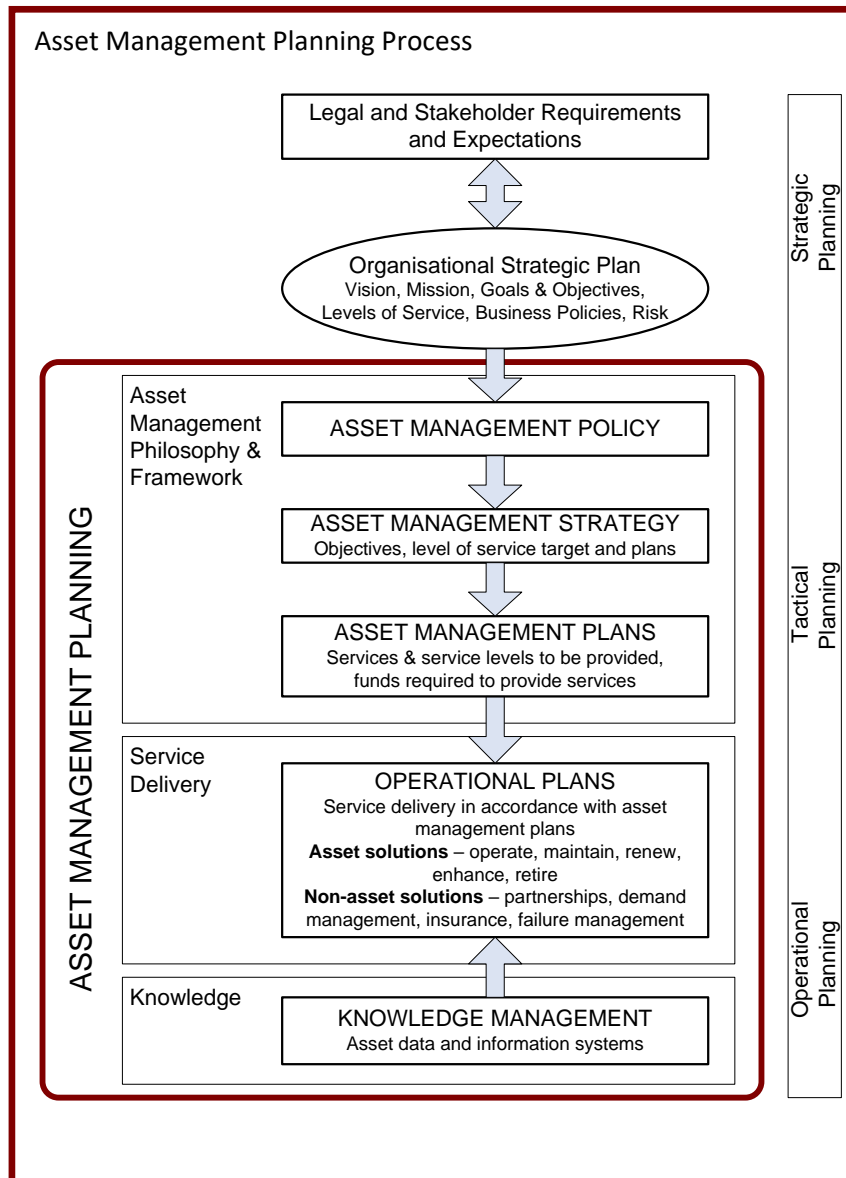 Asset Management Planning Process
Legal and Stakeholder Requirements
and Expectations
Organisational Strategic Plan
Vision, Mission, Goals & Objectives,
Levels of Service, Business Policies, Risk
Strategic
Planning
ASSET MANAGEMENT PLANNING
Asset
Management
Philosophy &
Framework
ASSET MANAGEMENT POLICY
ASSET MANAGEMENT STRATEGY
Objectives, level of service target and plans
ASSET MANAGEMENT PLANS
Services & service levels to be provided,
funds required to provide services
Tactical
Planning
Service
Delivery
OPERATIONAL PLANS
Service delivery in accordance with asset
management plans
Asset solutions – operate, maintain, renew,
enhance, retire
Non-asset solutions – partnerships, demand
management, insurance, failure management
Knowledge
KNOWLEDGE MANAGEMENT
Asset data and information systems
Operational
Planning